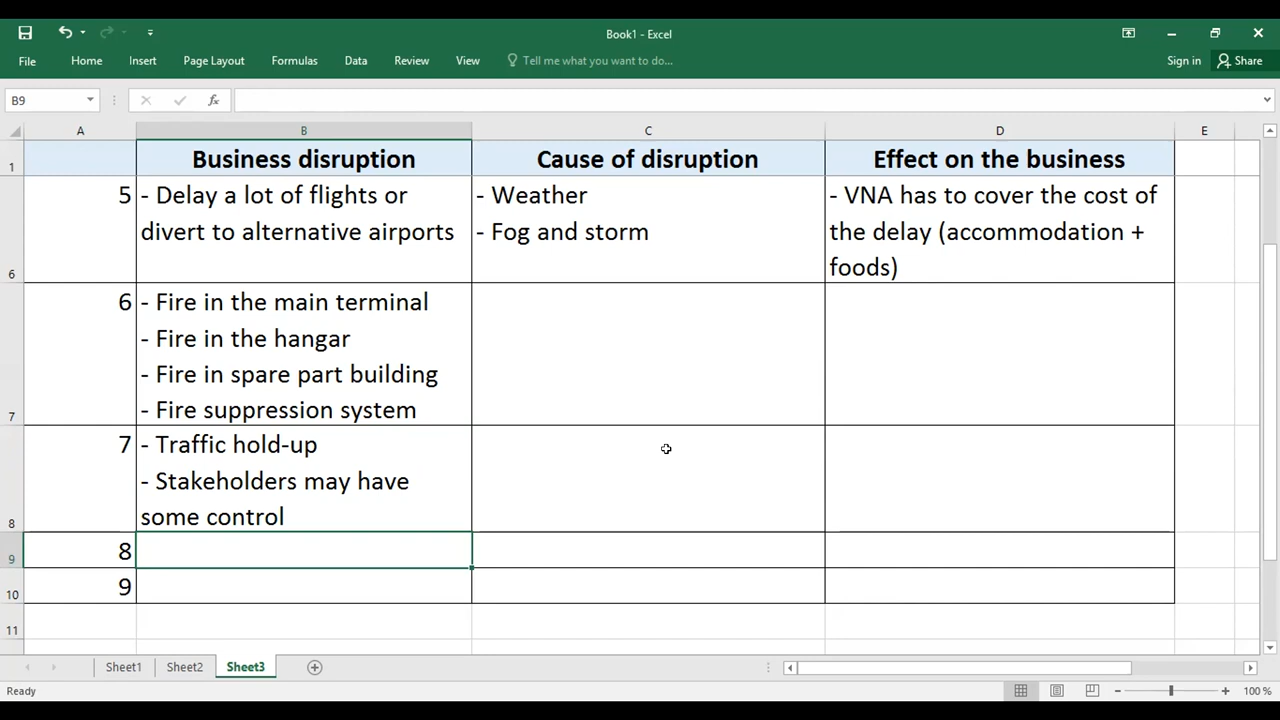 Book1 - Excel
File Home Insert Page Layout Formulas Data Review View Tell me what you want to do... Sign in Share
B9 fx
A B C D E
1 Business disruption Cause of disruption Effect on the business
5 - Delay a lot of flights or - Weather - VNA has to cover the cost of
divert to alternative airports - Fog and storm the delay (accommodation +
6 foods)
6 - Fire in the main terminal
- Fire in the hangar
- Fire in spare part building
7 - Fire suppression system
7 - Traffic hold-up
- Stakeholders may have
8 some control
9 8
10 9
11
Sheet1 Sheet2 Sheet3
Ready 100 %